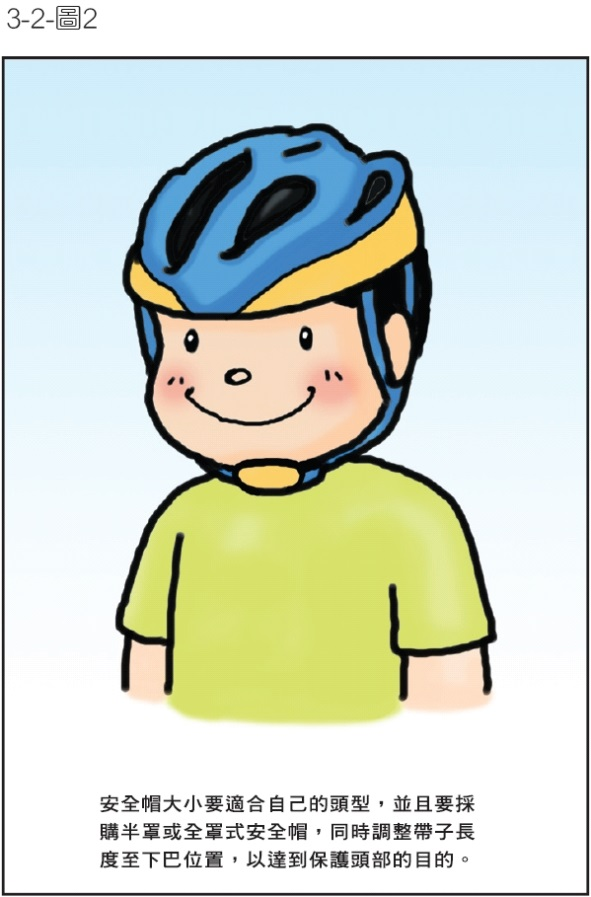 3-2-圖2
安全帽大小要適合自己的頭型，並且要採
購半罩或全罩式安全帽，同時調整帶子長
度至下巴位置，以達到保護頭部的目的。